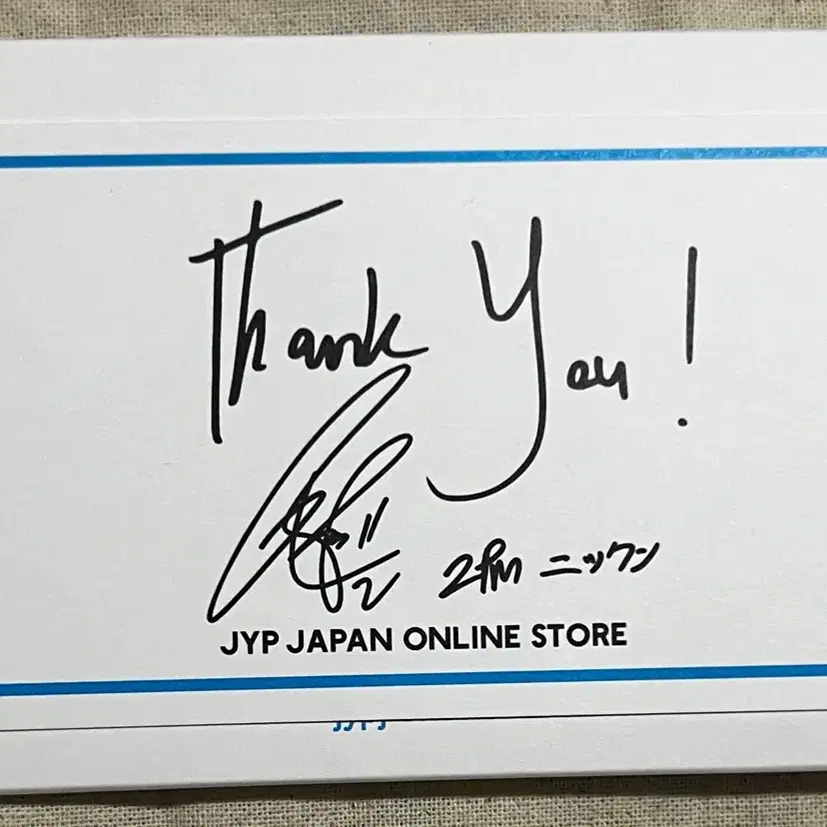 Thank You!
2PM ニックン
JYP JAPAN ONLINE STORE